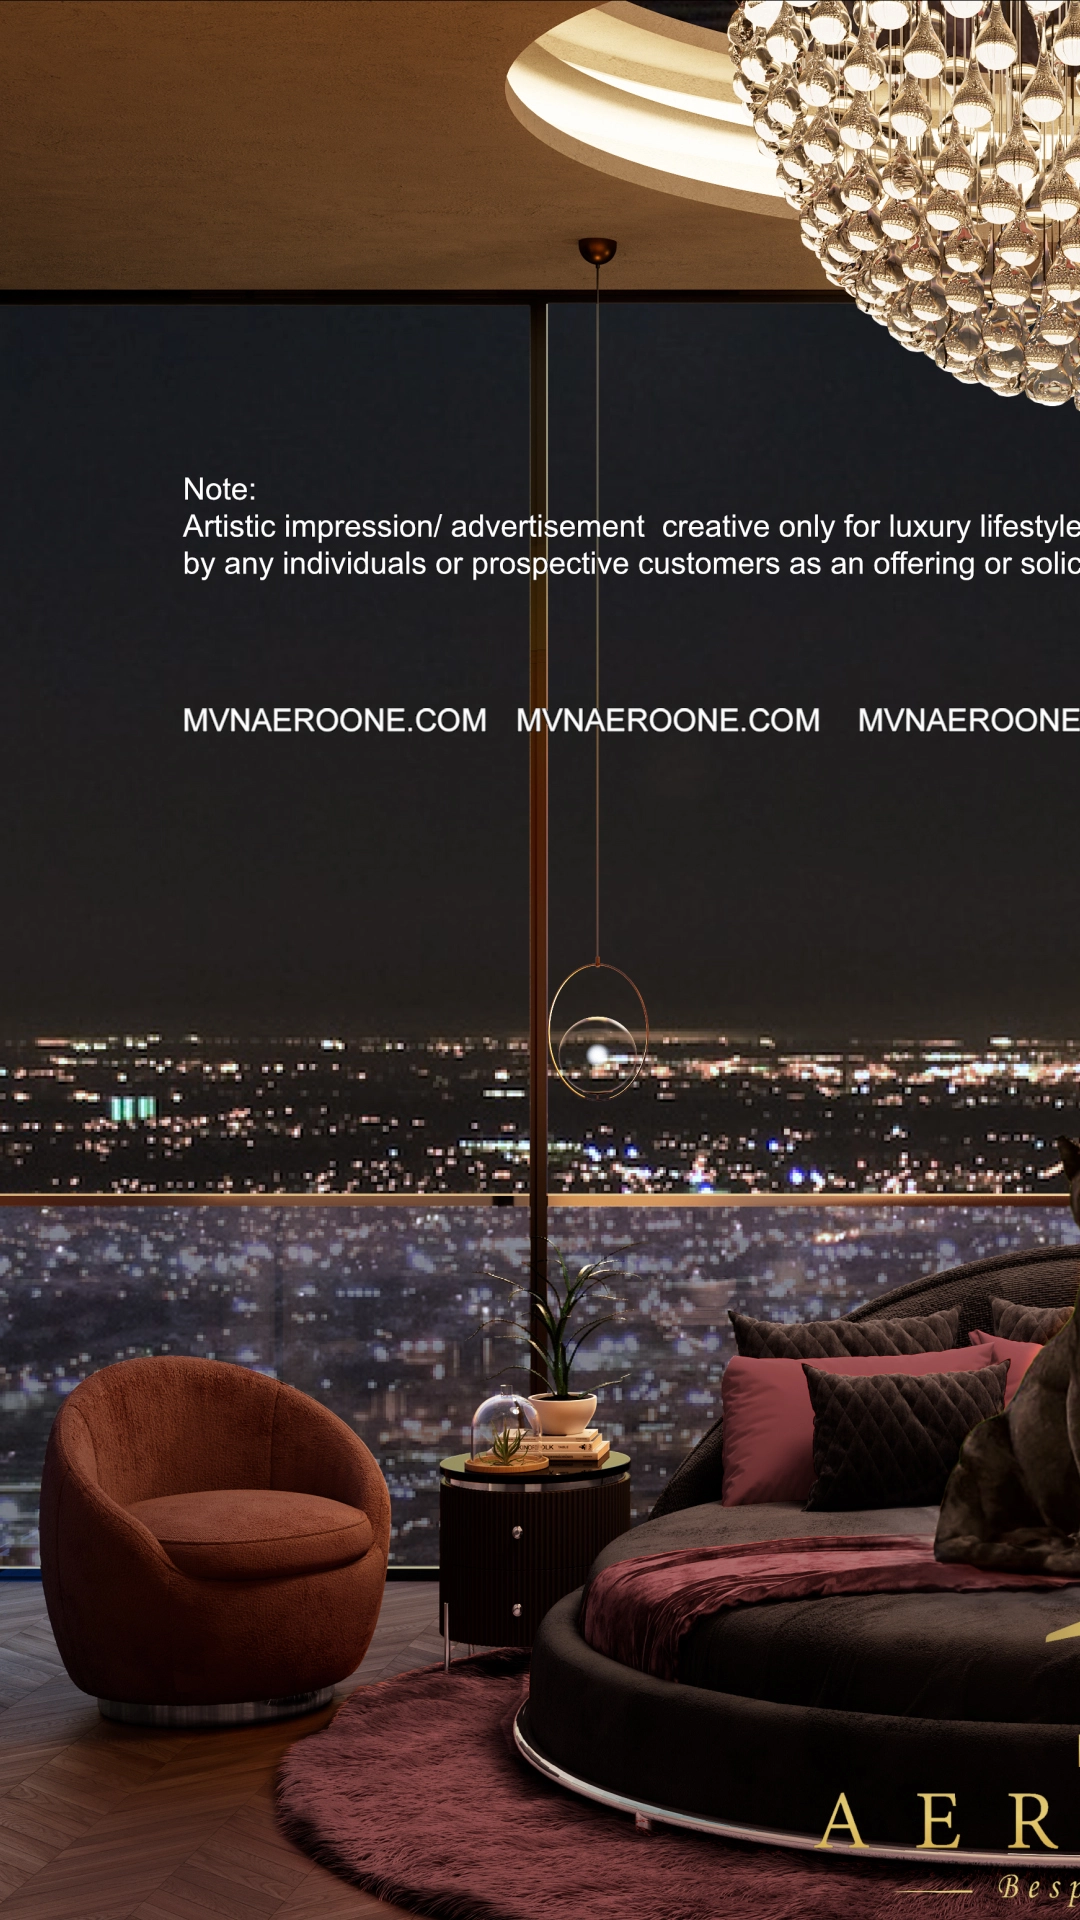 Note:
Artistic impression/ advertisement  creative only for luxury lifestyle
by any individuals or prospective customers as an offering or solic
MVNAEROONE.COM   MVNAEROONE.COM    MVNAEROONE
AER
Besp